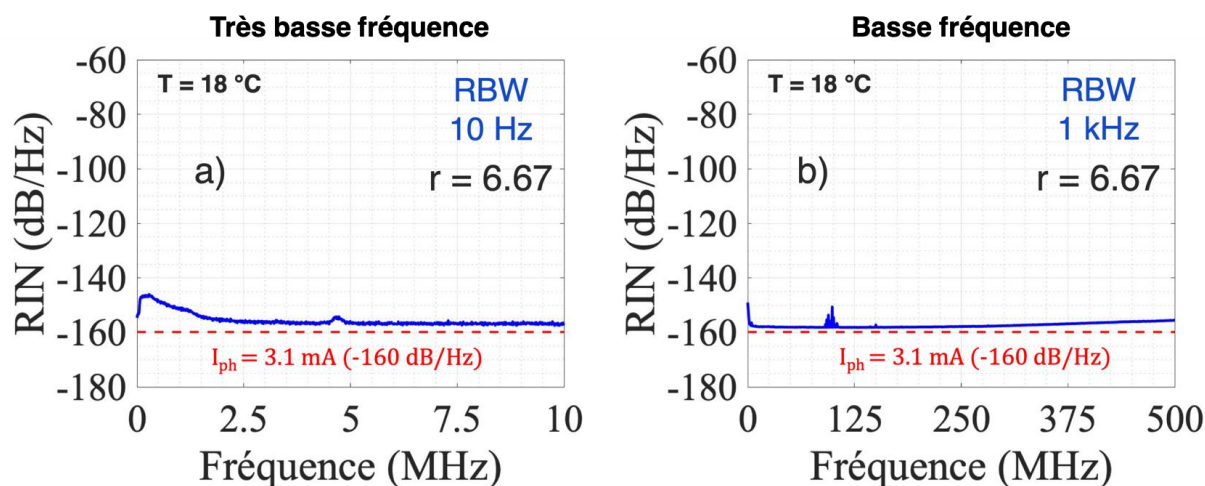 Très basse fréquence
-60
-80
-100
-120
-140
-160
-180
RIN (dB/Hz)
T = 18 °C
RBW
10 Hz
a)
r = 6.67
I_ph = 3.1 mA (-160 dB/Hz)
0 2.5 5 7.5 10
Fréquence (MHz)
Basse fréquence
-60
-80
-100
-120
-140
-160
-180
RIN (dB/Hz)
T = 18 °C
RBW
1 kHz
b)
r = 6.67
I_ph = 3.1 mA (-160 dB/Hz)
0 125 250 375 500
Fréquence (MHz)